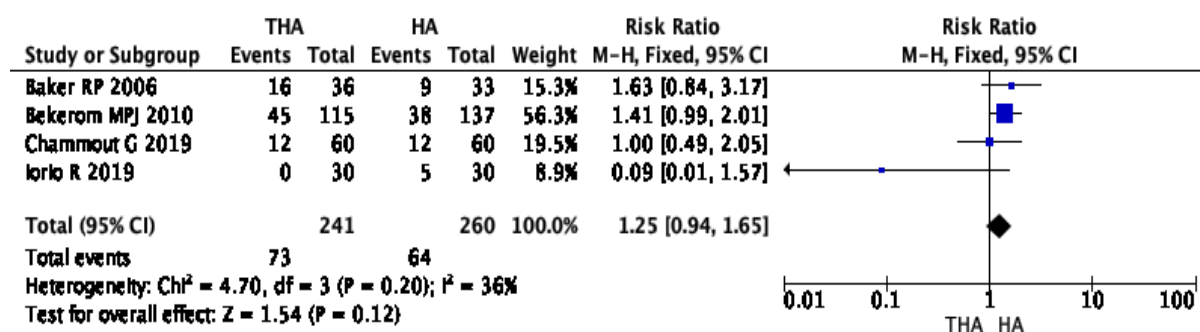 THA HA Risk Ratio Risk Ratio
Study or Subgroup Events Total Events Total Weight M-H, Fixed, 95% CI M-H, Fixed, 95% CI
Baker RP 2006 16 36 9 33 15.3% 1.63 [0.84, 3.17]
Bekerom MPJ 2010 45 115 38 137 56.3% 1.41 [0.99, 2.01]
Chammout G 2019 12 60 12 60 19.5% 1.00 [0.49, 2.05]
Iorio R 2019 0 30 5 30 8.9% 0.09 [0.01, 1.57]
Total (95% CI) 241 260 100.0% 1.25 [0.94, 1.65]
Total events 73 64
Heterogeneity: Chi² = 4.70, df = 3 (P = 0.20); I² = 36%
Test for overall effect: Z = 1.54 (P = 0.12)
0.01 0.1 1 10 100
THA HA